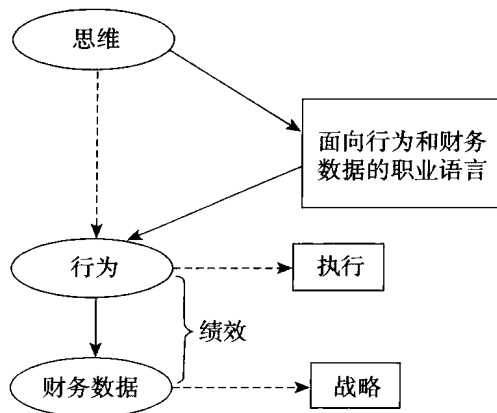 思维
面向行为和财务
数据的职业语言
行为
执行
绩效
财务数据
战略